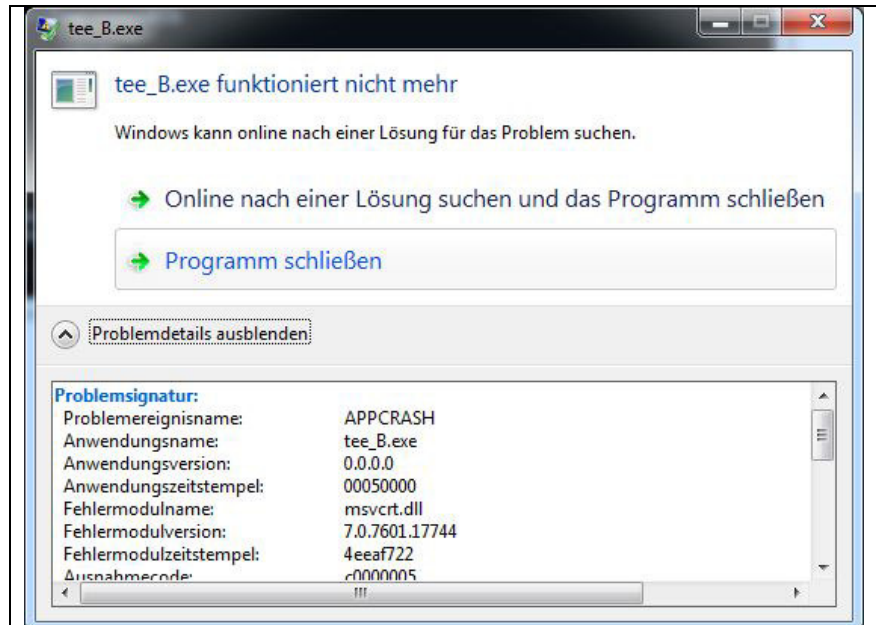 tee_B.exe
tee_B.exe funktioniert nicht mehr
Windows kann online nach einer Lösung für das Problem suchen.
Online nach einer Lösung suchen und das Programm schließen
Programm schließen
Problemdetails ausblenden
Problemsignatur:
Problemereignisname: APPCRASH
Anwendungsname: tee_B.exe
Anwendungsversion: 0.0.0.0
Anwendungszeitstempel: 00050000
Fehlermodulname: msvcrt.dll
Fehlermodulversion: 7.0.7601.17744
Fehlermodulzeitstempel: 4eeaf722
Ausnahmecode: c0000005